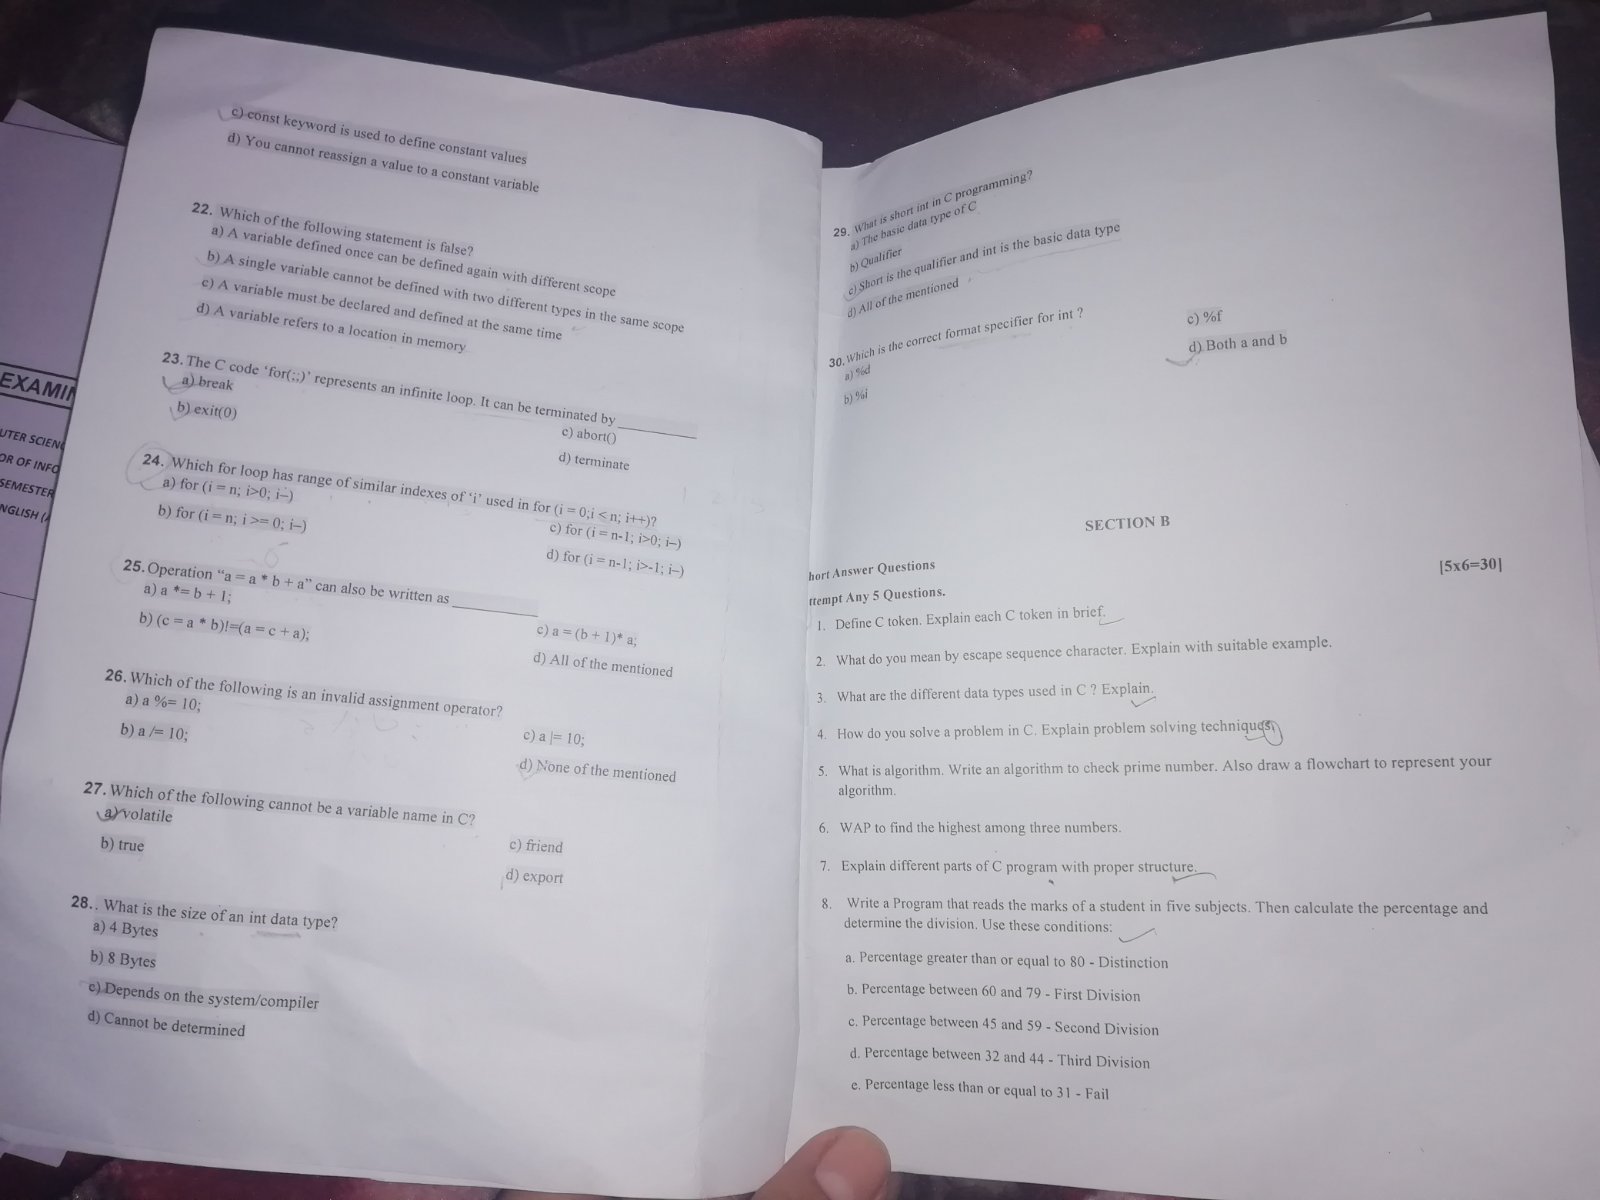 EXAMIN
UTER SCIEN
OR OF INFO
SEMESTER
NGLISH (
c) const keyword is used to define constant values
d) You cannot reassign a value to a constant variable
22. Which of the following statement is false?
a) A variable defined once can be defined again with different scope
b) A single variable cannot be defined with two different types in the same scope
c) A variable must be declared and defined at the same time
d) A variable refers to a location in memory
23. The C code ‘for(;;)’ represents an infinite loop. It can be terminated by ________
a) break
b) exit(0)
c) abort()
d) terminate
24. Which for loop has range of similar indexes of ‘i’ used in for (i = 0;i < n; i++)?
a) for (i = n; i>0; i–)
b) for (i = n; i >= 0; i–)
c) for (i = n-1; i>0; i–)
d) for (i = n-1; i>-1; i–)
25. Operation “a = a * b + a” can also be written as ________
a) a *= b + 1;
b) (c = a * b)!=(a = c + a);
c) a = (b + 1)* a;
d) All of the mentioned
26. Which of the following is an invalid assignment operator?
a) a %= 10;
b) a /= 10;
c) a |= 10;
d) None of the mentioned
27. Which of the following cannot be a variable name in C?
a) volatile
b) true
c) friend
d) export
28.. What is the size of an int data type?
a) 4 Bytes
b) 8 Bytes
c) Depends on the system/compiler
d) Cannot be determined
29. What is short int in C programming?
a) The basic data type of C
b) Qualifier
c) Short is the qualifier and int is the basic data type
d) All of the mentioned
30. Which is the correct format specifier for int ?
a) %d
b) %i
c) %f
d) Both a and b
SECTION B
hort Answer Questions [5x6=30]
ttempt Any 5 Questions.
1. Define C token. Explain each C token in brief.
2. What do you mean by escape sequence character. Explain with suitable example.
3. What are the different data types used in C ? Explain.
4. How do you solve a problem in C. Explain problem solving techniques.
5. What is algorithm. Write an algorithm to check prime number. Also draw a flowchart to represent your
algorithm.
6. WAP to find the highest among three numbers.
7. Explain different parts of C program with proper structure.
8. Write a Program that reads the marks of a student in five subjects. Then calculate the percentage and
determine the division. Use these conditions:
a. Percentage greater than or equal to 80 - Distinction
b. Percentage between 60 and 79 - First Division
c. Percentage between 45 and 59 - Second Division
d. Percentage between 32 and 44 - Third Division
e. Percentage less than or equal to 31 - Fail